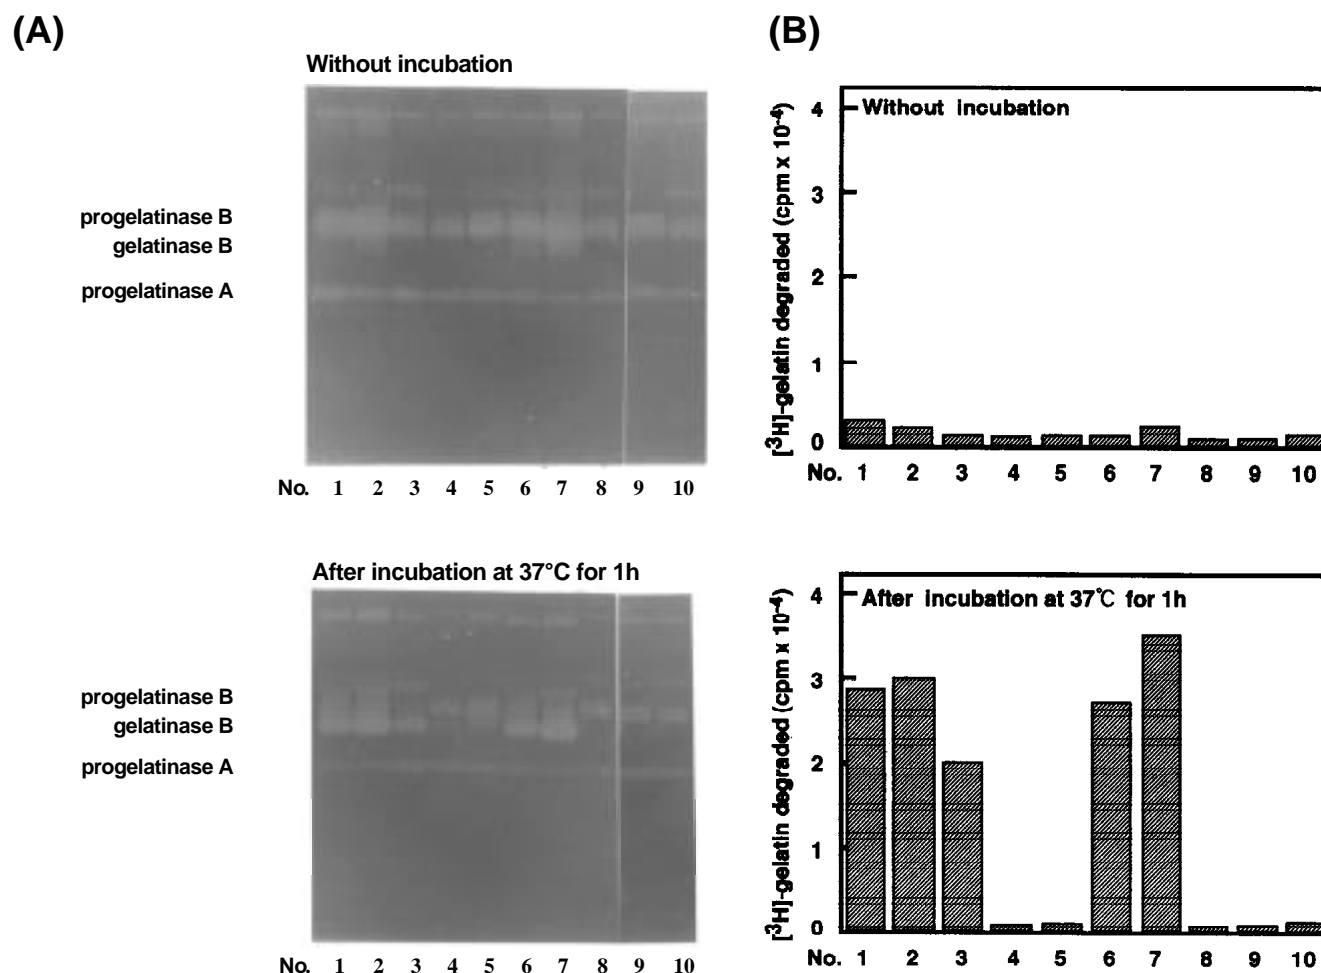 (A)
Without incubation
progelatinase B
gelatinase B
progelatinase A
No. 1 2 3 4 5 6 7 8 9 10
After incubation at 37°C for 1h
progelatinase B
gelatinase B
progelatinase A
No. 1 2 3 4 5 6 7 8 9 10
(B)
[³H]-gelatin degraded (cpm x 10⁻⁴)
Without incubation
4
3
2
1
0
No. 1 2 3 4 5 6 7 8 9 10
[³H]-gelatin degraded (cpm x 10⁻⁴)
After incubation at 37℃ for 1h
4
3
2
1
0
No. 1 2 3 4 5 6 7 8 9 10